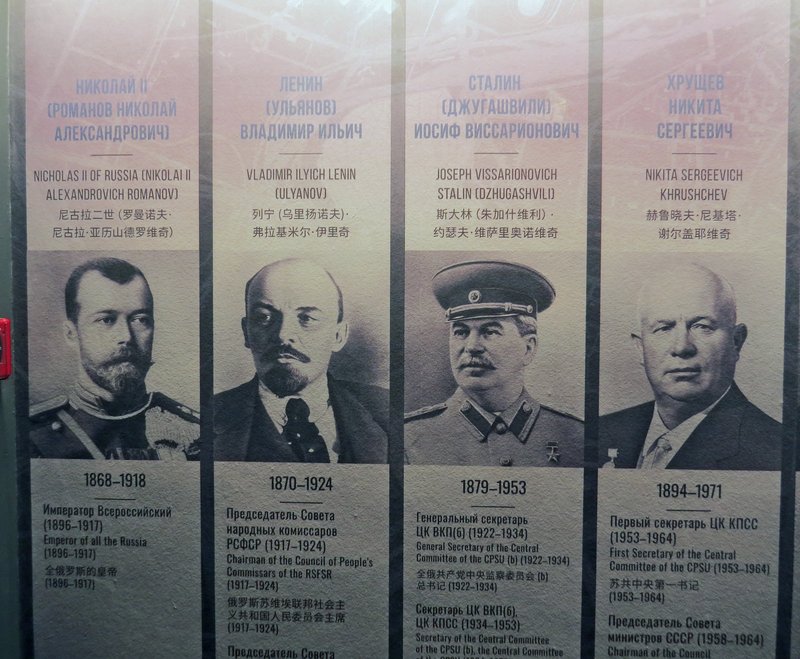 НИКОЛАЙ II
(РОМАНОВ НИКОЛАЙ
АЛЕКСАНДРОВИЧ)
NICHOLAS II OF RUSSIA (NIKOLAI II
ALEXANDROVICH ROMANOV)
尼古拉二世 (罗曼诺夫·
尼古拉·亚历山德罗维奇)
1868–1918
Император Всероссийский
(1896–1917)
Emperor of all the Russia
(1896–1917)
全俄罗斯的皇帝
(1896–1917)
ЛЕНИН
(УЛЬЯНОВ)
ВЛАДИМИР ИЛЬИЧ
VLADIMIR ILYICH LENIN
(ULYANOV)
列宁 (乌里扬诺夫)·
弗拉基米尔·伊里奇
1870–1924
Председатель Совета
народных комиссаров
РСФСР (1917–1924)
Chairman of the Council of People's
Commissars of the RSFSR
(1917–1924)
俄罗斯苏维埃联邦社会主
义共和国人民委员会主席
(1917–1924)
Председатель Совета
СТАЛИН
(ДЖУГАШВИЛИ)
ИОСИФ ВИССАРИОНОВИЧ
JOSEPH VISSARIONOVICH
STALIN (DZHUGASHVILI)
斯大林 (朱加什维利)·
约瑟夫·维萨里奥诺维奇
1879–1953
Генеральный секретарь
ЦК ВКП(б) (1922–1934)
General Secretary of the Central
Committee of the CPSU (b) (1922–1934)
全俄共产党中央监察委员会 (b)
总书记 (1922–1934)
Секретарь ЦК ВКП(б),
ЦК КПСС (1934–1953)
Secretary of the Central Committee
of the CPSU (b), the Central Committee
of the CPSU (1934–1953)
ХРУЩЕВ
НИКИТА
СЕРГЕЕВИЧ
NIKITA SERGEEVICH
KHRUSHCHEV
赫鲁晓夫·尼基塔·
谢尔盖耶维奇
1894–1971
Первый секретарь ЦК КПСС
(1953–1964)
First Secretary of the Central
Committee of the CPSU (1953–1964)
苏共中央第一书记
(1953–1964)
Председатель Совета
министров СССР (1958–1964)
Chairman of the Council